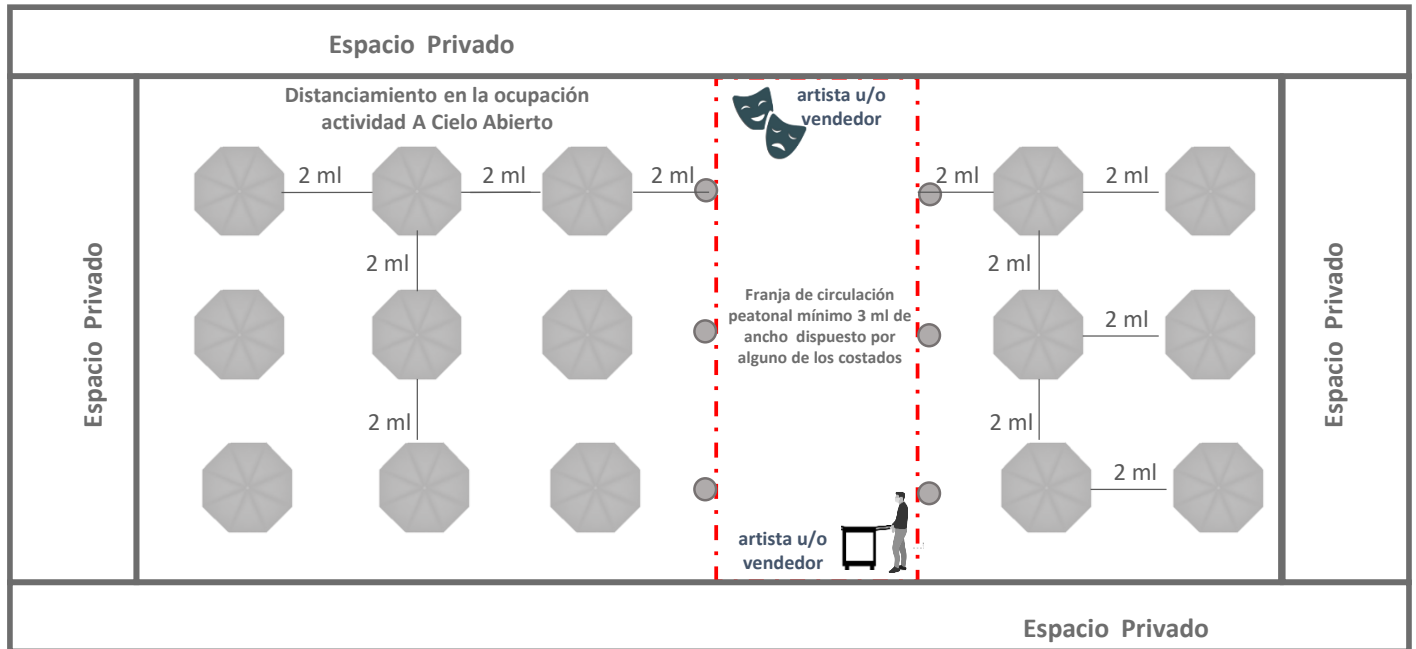 Espacio Privado
Distanciamiento en la ocupación
actividad A Cielo Abierto
artista u/o
vendedor
2 ml
2 ml
2 ml
2 ml
2 ml
2 ml
2 ml
Espacio Privado
Franja de circulación
peatonal mínimo 3 ml de
ancho dispuesto por
alguno de los costados
2 ml
Espacio Privado
2 ml
2 ml
2 ml
artista u/o
vendedor
Espacio Privado